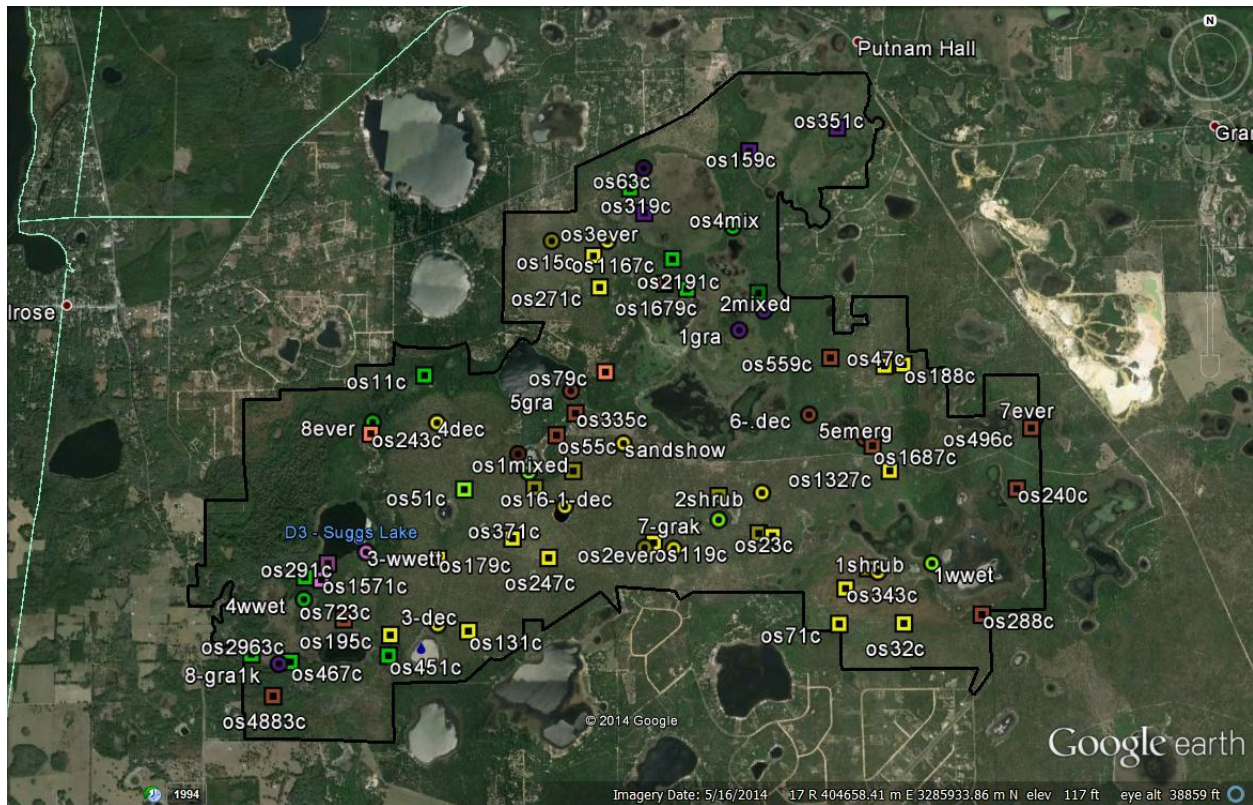 N
Putnam Hall
os351c
Gran
os159c
os63c
os319c
os4mix
os3ever
os15c
os1167c
os2191c
os271c
os1679c
2mixed
lrose
1gra
os559c
os47c
os188c
os11c
os79c
5gra
os335c
6-.dec
7ever
8ever
4dec
5emerg
os496c
os243c
os55c
sandshow
os1687c
os1mixed
os1327c
os51c
os16-1-dec
2shrub
os240c
D3 - Suggs Lake
os371c
7-grak
os23c
3-wwett
os179c
os247c
os2ever
os119c
1shrub
1wwet
os291c
os1571c
os343c
4wwet
os723c
3-dec
os288c
os195c
os131c
os71c
os32c
os2963c
os467c
os451c
8-gra1k
os4883c
© 2014 Google
Google earth
1994
Imagery Date: 5/16/2014 17 R 404658.41 m E 3285933.86 m N elev 117 ft eye alt 38859 ft